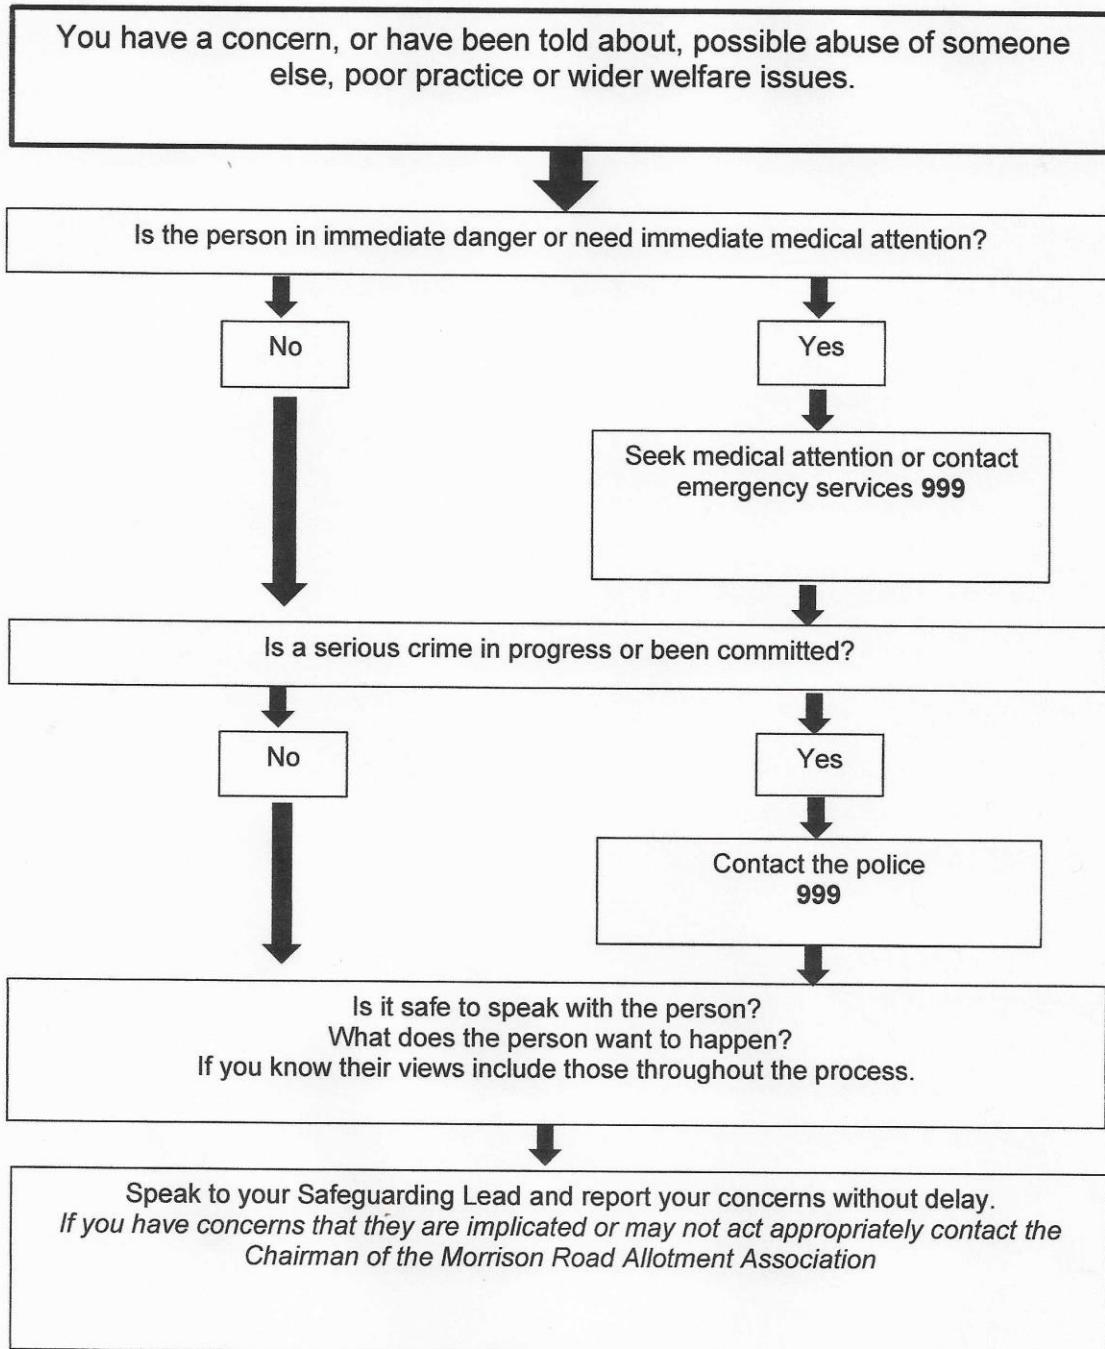 You have a concern, or have been told about, possible abuse of someone
else, poor practice or wider welfare issues.
Is the person in immediate danger or need immediate medical attention?
No
Yes
Seek medical attention or contact
emergency services 999
Is a serious crime in progress or been committed?
No
Yes
Contact the police
999
Is it safe to speak with the person?
What does the person want to happen?
If you know their views include those throughout the process.
Speak to your Safeguarding Lead and report your concerns without delay.
If you have concerns that they are implicated or may not act appropriately contact the
Chairman of the Morrison Road Allotment Association